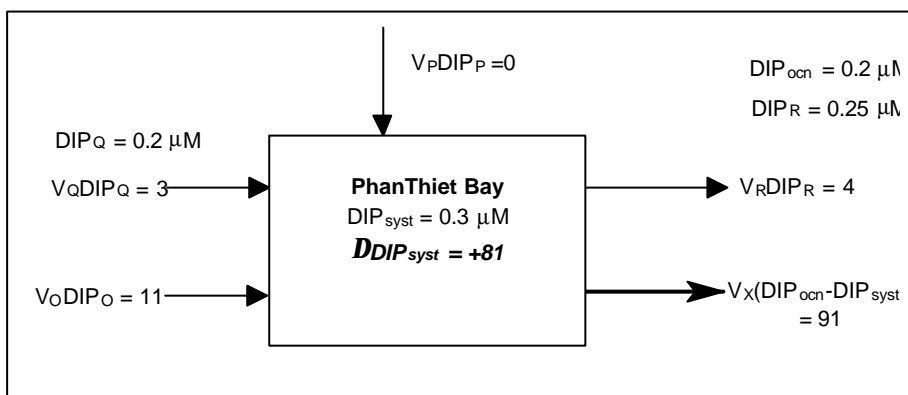 VPDIPP =0
DIPocn = 0.2 μM
DIPR = 0.25 μM
DIPQ = 0.2 μM
VQDIPQ = 3
PhanThiet Bay
DIPsyst = 0.3 μM
DDIPsyst = +81
VRDIPR = 4
VODIPO = 11
VX(DIPocn-DIPsyst
= 91